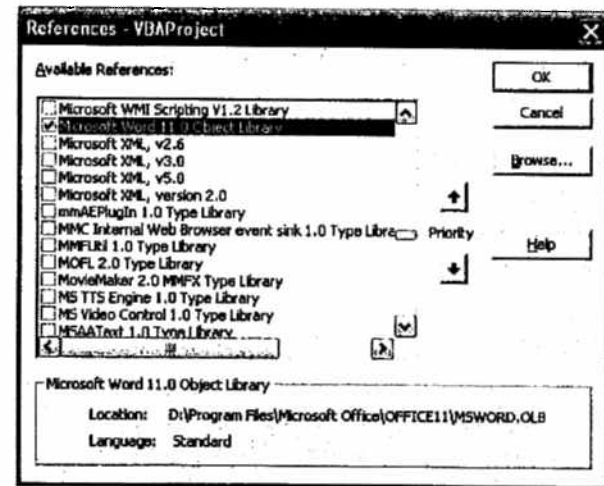 References - VBAProject
Available References:
OK
Microsoft WMI Scripting V1.2 Library
Cancel
Microsoft Word 11.0 Object Library
Microsoft XML, v2.6
Microsoft XML, v3.0
Browse...
Microsoft XML, v5.0
Microsoft XML, version 2.0
mmAEPlugIn 1.0 Type Library
MMC Internal Web Browser event sink 1.0 Type Libra
Priority
MMFUtil 1.0 Type Library
Help
MOFL 2.0 Type Library
MovieMaker 2.0 MMFX Type Library
MS TTS Engine 1.0 Type Library
MS Video Control 1.0 Type Library
MSAAText 1.0 Type Library
Microsoft Word 11.0 Object Library
Location: D:\Program Files\Microsoft Office\OFFICE11\MSWORD.OLB
Language: Standard